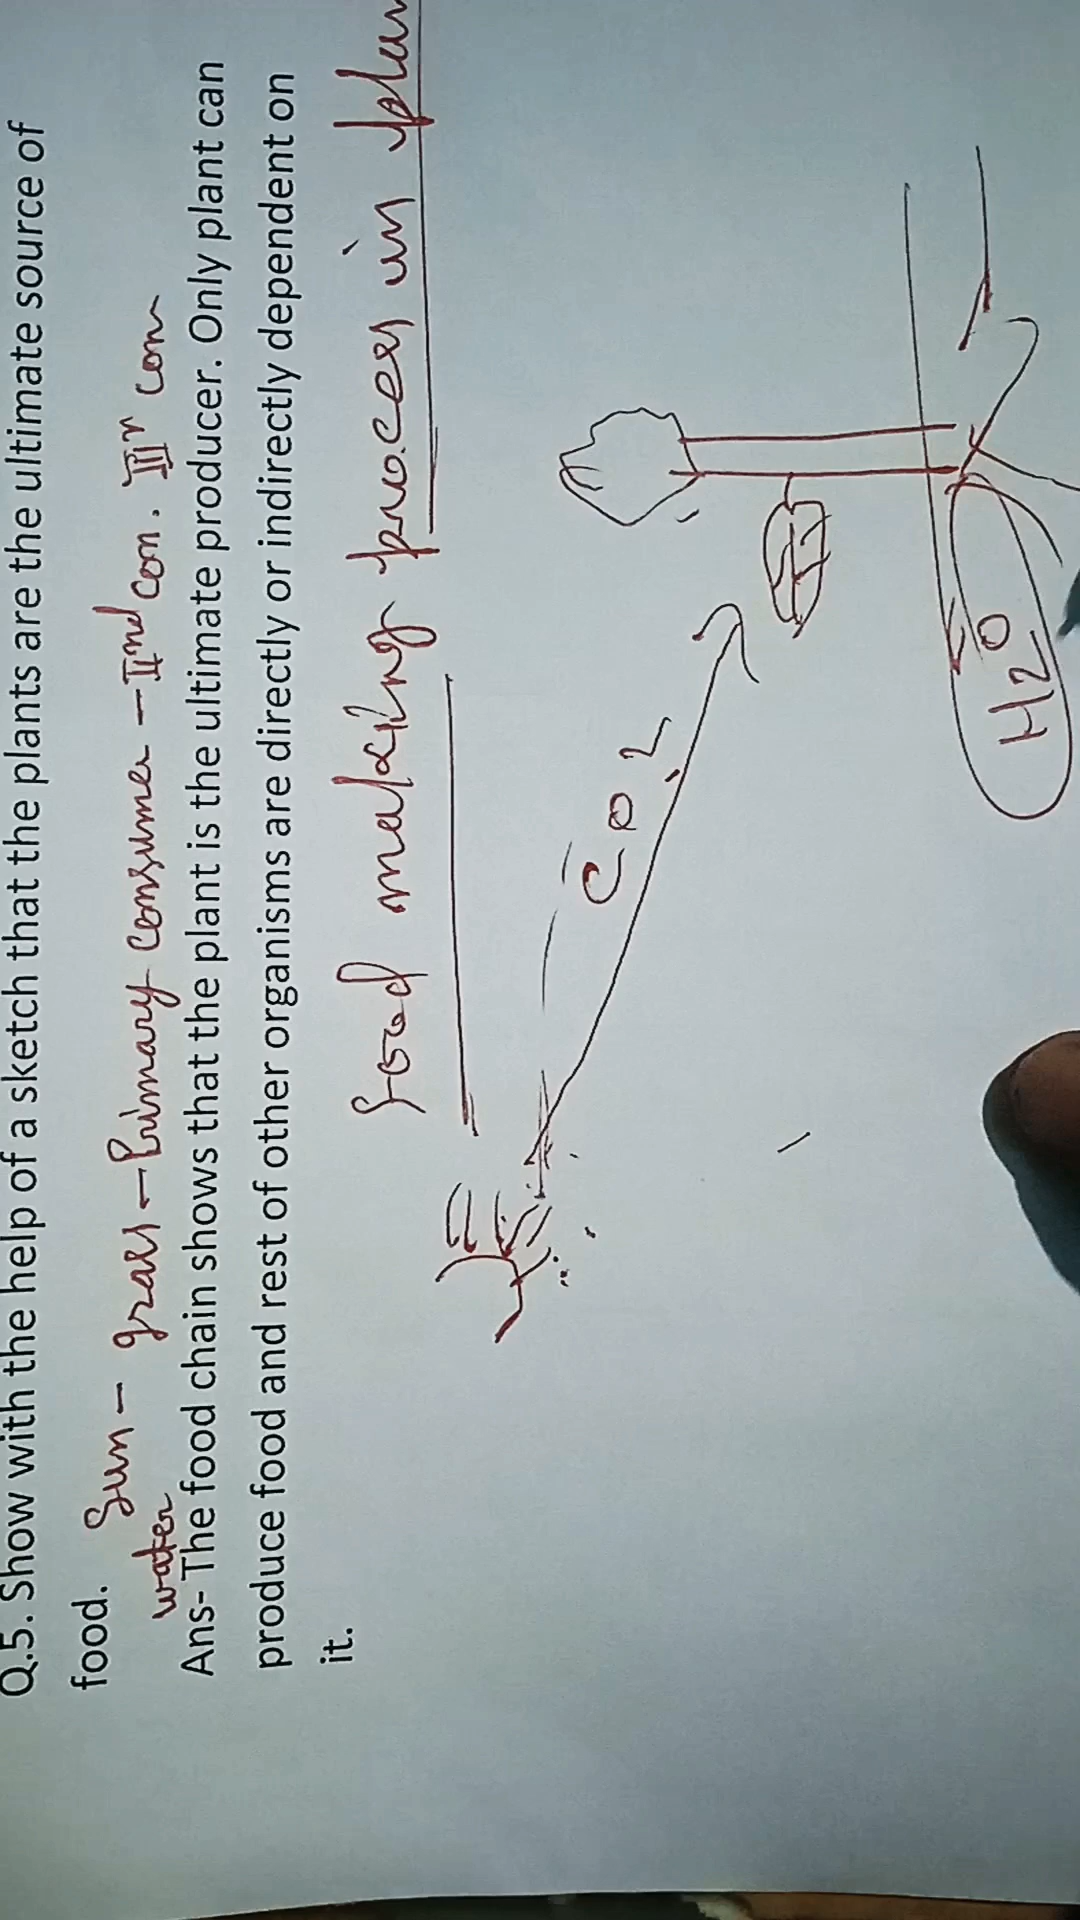 Q.5. Show with the help of a sketch that the plants are the ultimate source of
food.
Sun - grass - Primary consumer - IInd con. IIIr con
water
Ans- The food chain shows that the plant is the ultimate producer. Only plant can
produce food and rest of other organisms are directly or indirectly dependent on
it.
food making process in plan
CO2
H2O